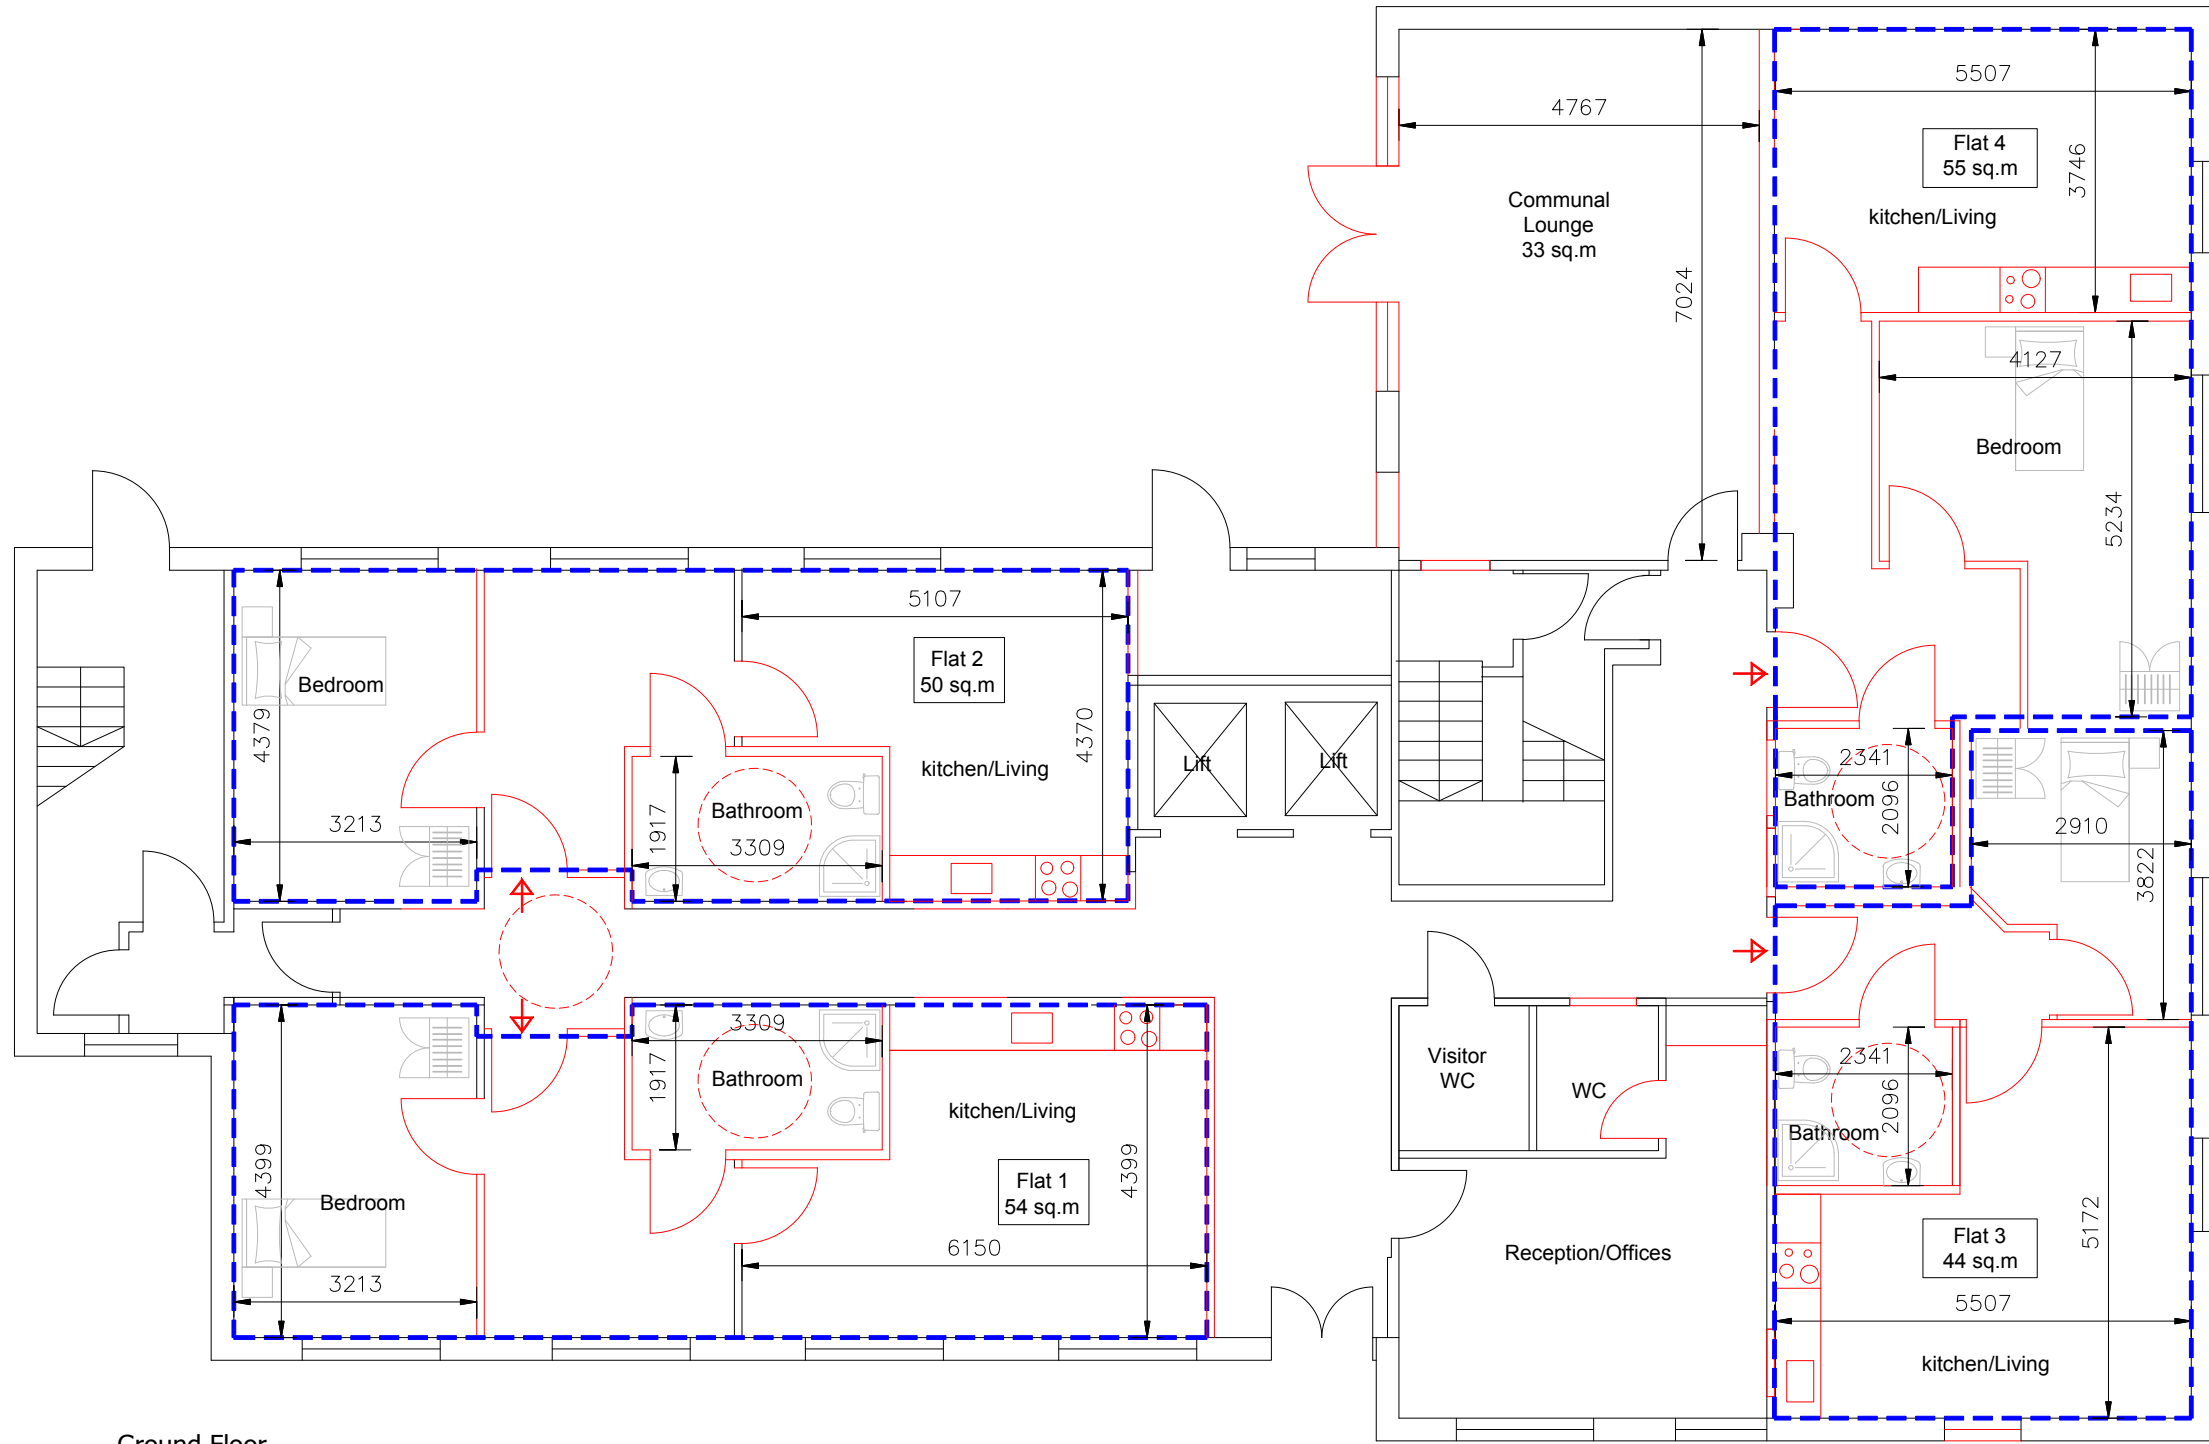 5507
4767
Flat 4
55 sq.m
3746
Communal
Lounge
33 sq.m
kitchen/Living
7024
4127
Bedroom
5234
5107
Flat 2
50 sq.m
Bedroom
4379
4370
kitchen/Living
Lift
Lift
2341
Bathroom
2096
Bathroom
1917
3309
3213
2910
3822
3309
1917
Bathroom
kitchen/Living
Visitor
WC
WC
2341
2096
Bathroom
4399
Bedroom
4399
Flat 1
54 sq.m
5172
Flat 3
44 sq.m
6150
Reception/Offices
3213
5507
kitchen/Living
Ground Floor